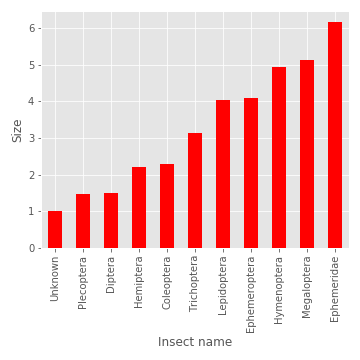 6
5
4
3
2
1
0
Size
Unknown
Plecoptera
Diptera
Hemiptera
Coleoptera
Trichoptera
Lepidoptera
Ephemeroptera
Hymenoptera
Megaloptera
Ephemeridae
Insect name